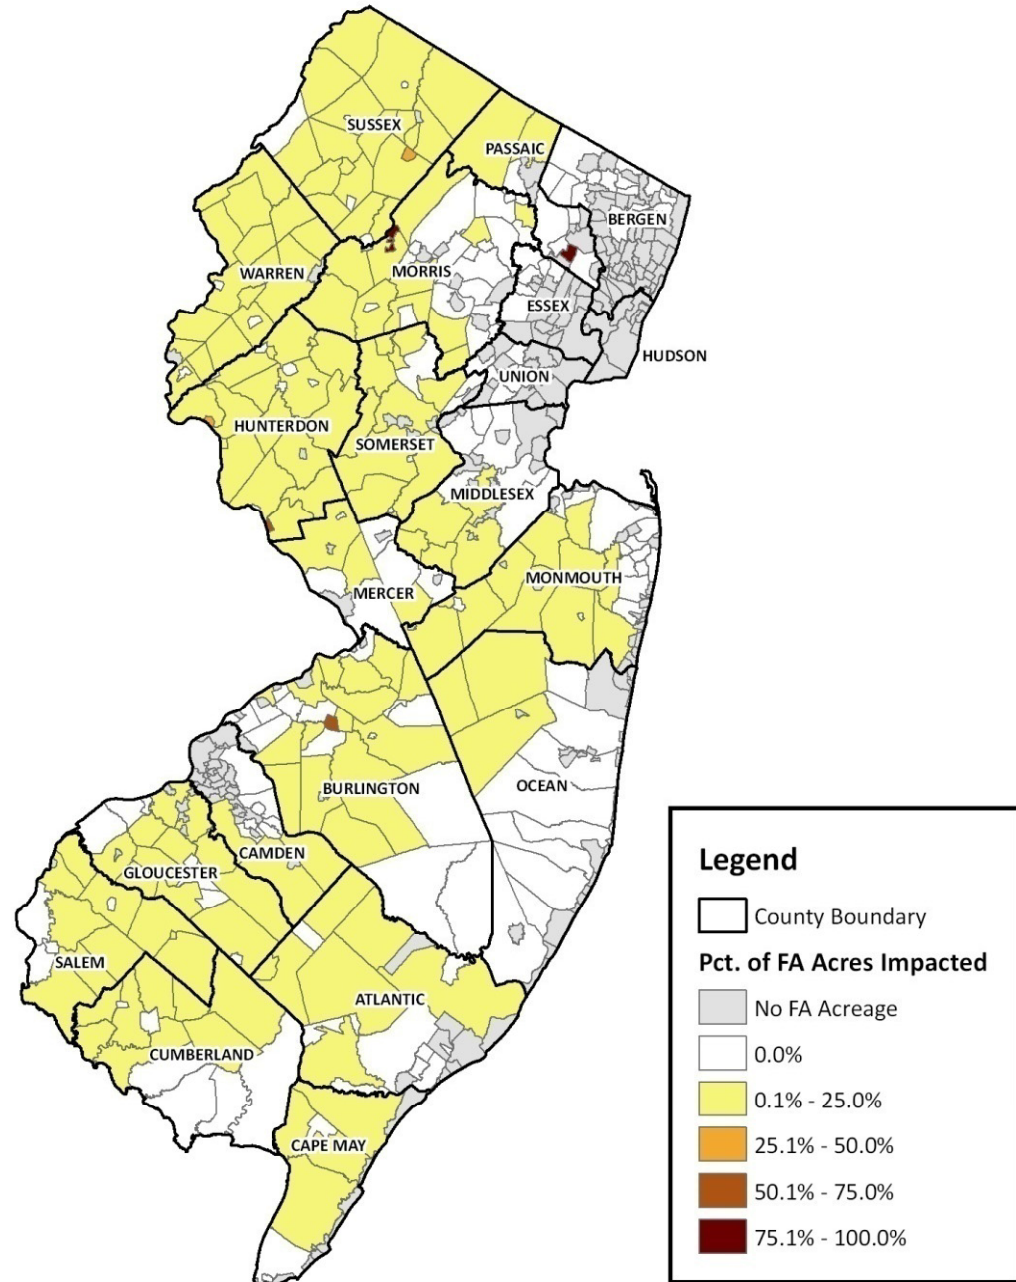 SUSSEX
PASSAIC
BERGEN
WARREN
MORRIS
ESSEX
HUDSON
UNION
HUNTERDON
SOMERSET
MIDDLESEX
MONMOUTH
MERCER
OCEAN
BURLINGTON
CAMDEN
GLOUCESTER
SALEM
ATLANTIC
CUMBERLAND
CAPE MAY
Legend
County Boundary
Pct. of FA Acres Impacted
No FA Acreage
0.0%
0.1% - 25.0%
25.1% - 50.0%
50.1% - 75.0%
75.1% - 100.0%